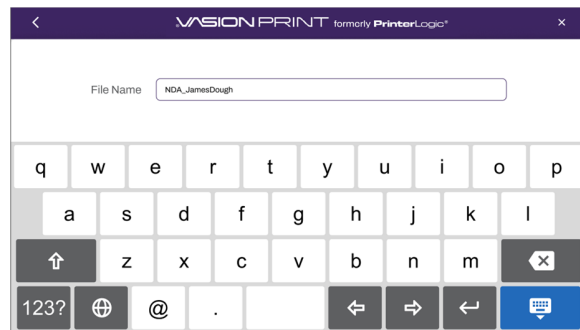 VASION PRINT formerly PrinterLogic®
File Name NDA_JamesDough
q w e r t y u i o p
a s d f g h j k l
z x c v b n m
123? @ .